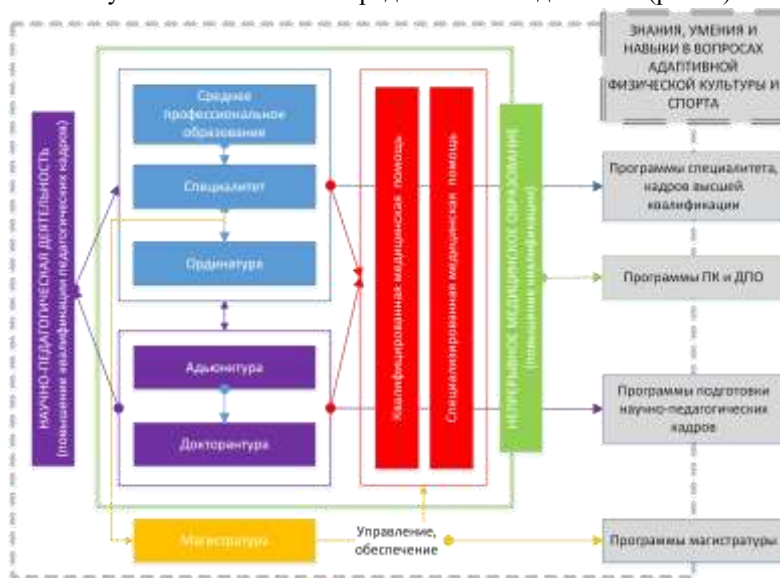 ЗНАНИЯ, УМЕНИЯ И
НАВЫКИ В ВОПРОСАХ
АДАПТИВНОЙ
ФИЗИЧЕСКОЙ КУЛЬТУРЫ И
СПОРТА
НАУЧНО-ПЕДАГОГИЧЕСКАЯ ДЕЯТЕЛЬНОСТЬ
(повышение квалификации педагогических кадров)
Среднее
профессиональное
образование
Специалитет
Ординатура
Адъюнктура
Докторантура
Магистратура
Квалифицированная медицинская помощь
Специализированная медицинская помощь
НЕПРЕРЫВНОЕ МЕДИЦИНСКОЕ ОБРАЗОВАНИЕ
(повышение квалификации)
Управление,
обеспечение
Программы специалитета,
кадров высшей
квалификации
Программы ПК и ДПО
Программы подготовки
научно-педагогических
кадров
Программы магистратуры